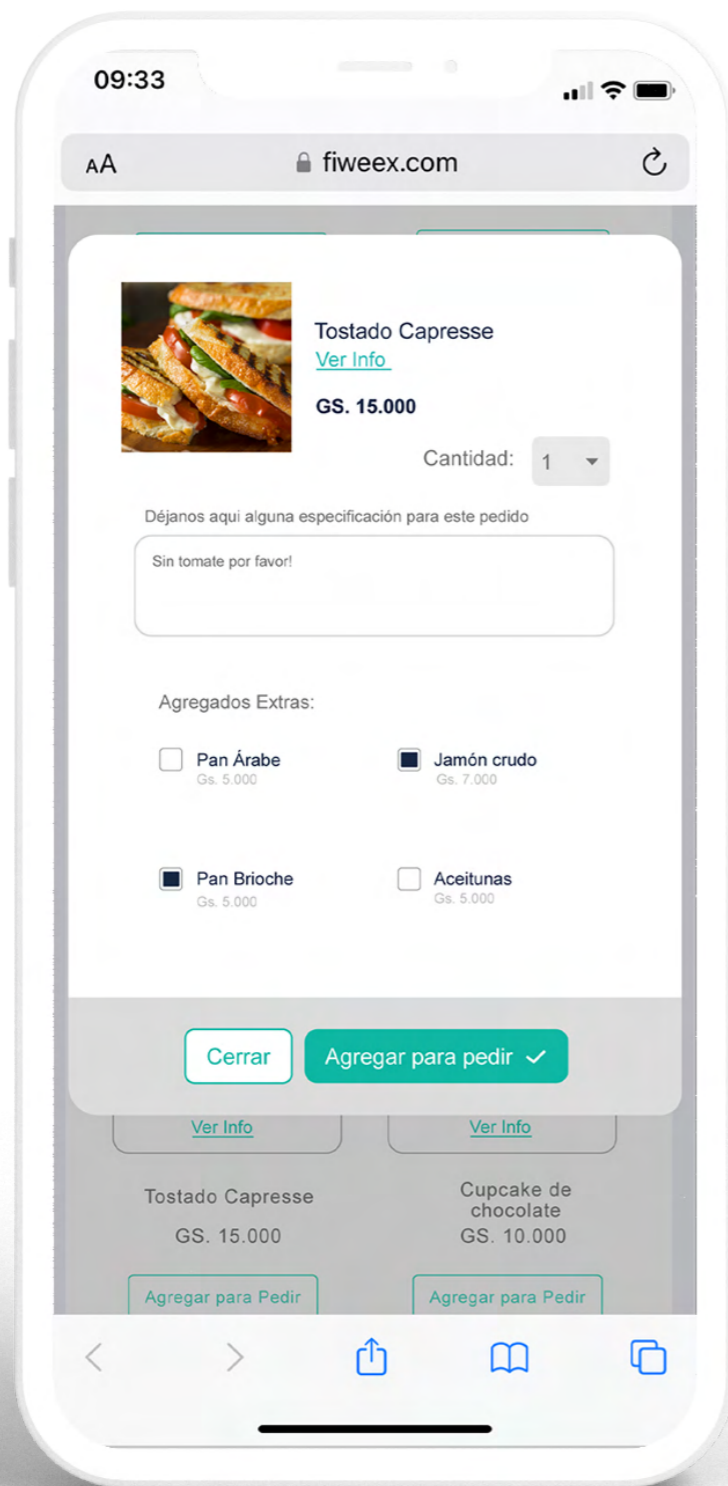 09:33
AA
fiweex.com
Tostado Capresse
Ver Info
GS. 15.000
Cantidad: 1
Déjanos aqui alguna especificación para este pedido
Sin tomate por favor!
Agregados Extras:
Pan Árabe
Gs. 5.000
Jamón crudo
Gs. 7.000
Pan Brioche
Gs. 5.000
Aceitunas
Gs. 5.000
Cerrar
Agregar para pedir
Ver Info
Ver Info
Tostado Capresse
GS. 15.000
Cupcake de
chocolate
GS. 10.000
Agregar para Pedir
Agregar para Pedir